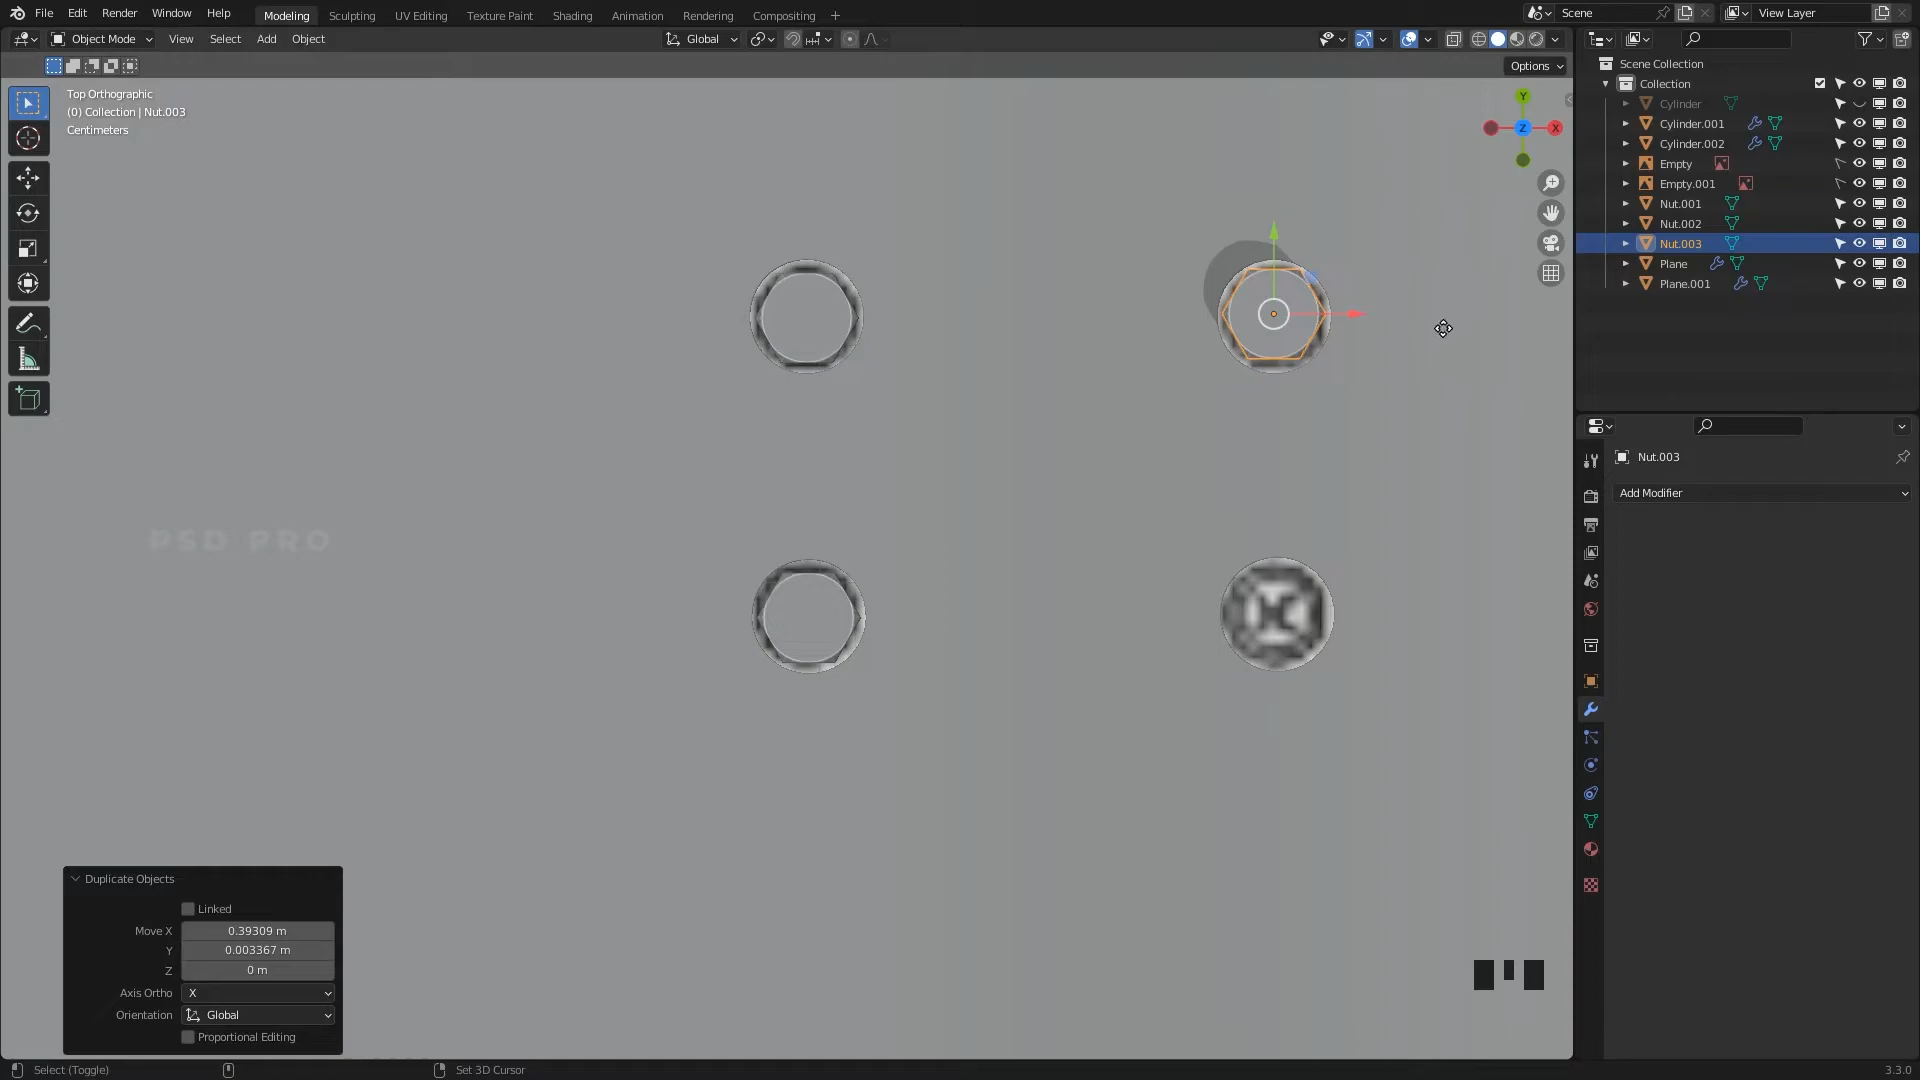 File Edit Render Window Help
Modeling Sculpting UV Editing Texture Paint Shading Animation Rendering Compositing +
Scene
View Layer
Object Mode View Select Add Object
Global
Options
Top Orthographic
(0) Collection | Nut.003
Centimeters
Y
Z
X
Scene Collection
Collection
Cylinder
Cylinder.001
Cylinder.002
Empty
Empty.001
Nut.001
Nut.002
Nut.003
Plane
Plane.001
Nut.003
Add Modifier
PSD PRO
Duplicate Objects
Linked
Move X 0.39309 m
Y 0.003367 m
Z 0 m
Axis Ortho X
Orientation Global
Proportional Editing
Select (Toggle)
Set 3D Cursor
3.3.0